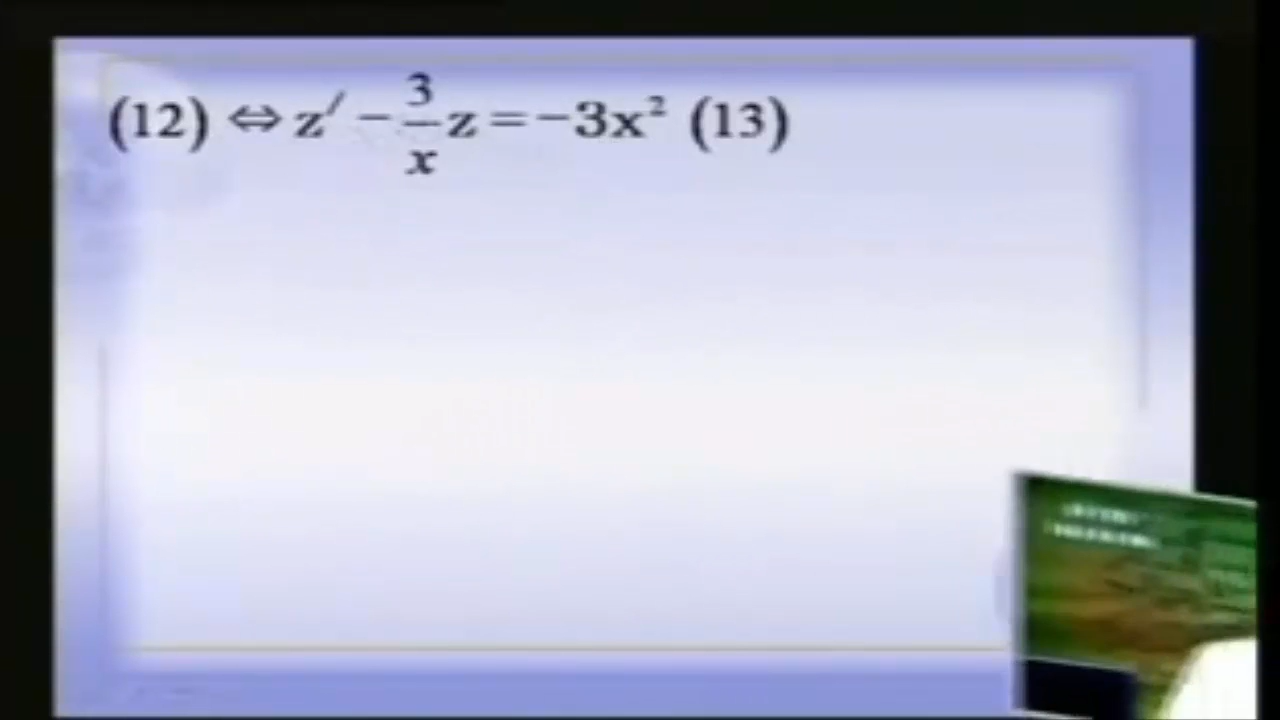 (12) ⇔ z′ − 3/x z = −3x² (13)